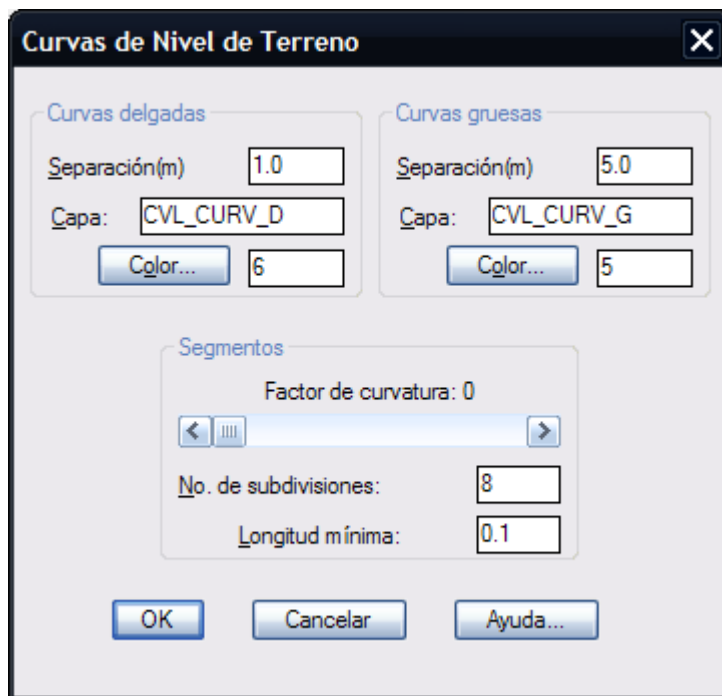 Curvas de Nivel de Terreno
Curvas delgadas
Separación(m) 1.0
Capa: CVL_CURV_D
Color... 6
Curvas gruesas
Separación(m) 5.0
Capa: CVL_CURV_G
Color... 5
Segmentos
Factor de curvatura: 0
No. de subdivisiones: 8
Longitud mínima: 0.1
OK Cancelar Ayuda...